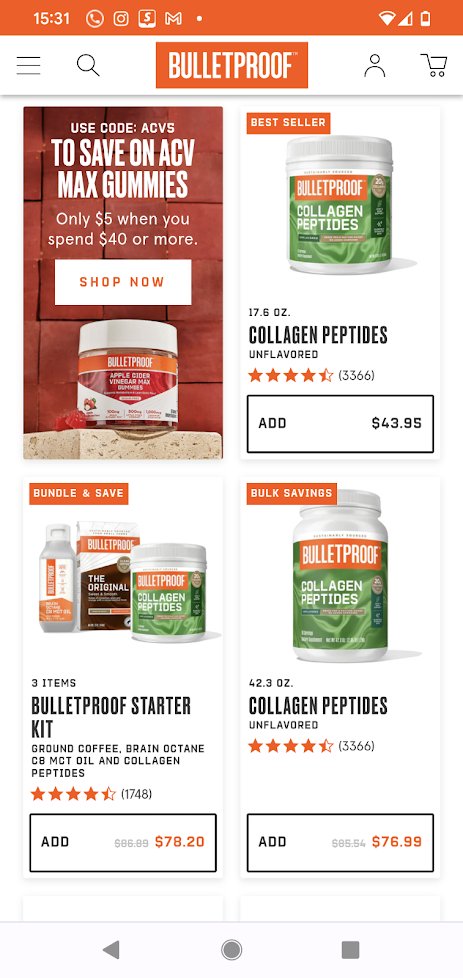 15:31
BULLETPROOF™
USE CODE: ACV5
TO SAVE ON ACV
MAX GUMMIES
Only $5 when you
spend $40 or more.
SHOP NOW
BULLETPROOF
APPLE CIDER
VINEGAR MAX
GUMMIES
BEST SELLER
BULLETPROOF
COLLAGEN
PEPTIDES
17.6 OZ.
COLLAGEN PEPTIDES
UNFLAVORED
(3366)
ADD $43.95
BUNDLE & SAVE
BULLETPROOF
BULLETPROOF
THE
ORIGINAL
BULLETPROOF
COLLAGEN
PEPTIDES
3 ITEMS
BULLETPROOF STARTER
KIT
GROUND COFFEE, BRAIN OCTANE
C8 MCT OIL AND COLLAGEN
PEPTIDES
(1748)
ADD $86.89 $78.20
BULK SAVINGS
BULLETPROOF
COLLAGEN
PEPTIDES
42.3 OZ.
COLLAGEN PEPTIDES
UNFLAVORED
(3366)
ADD $85.54 $76.99